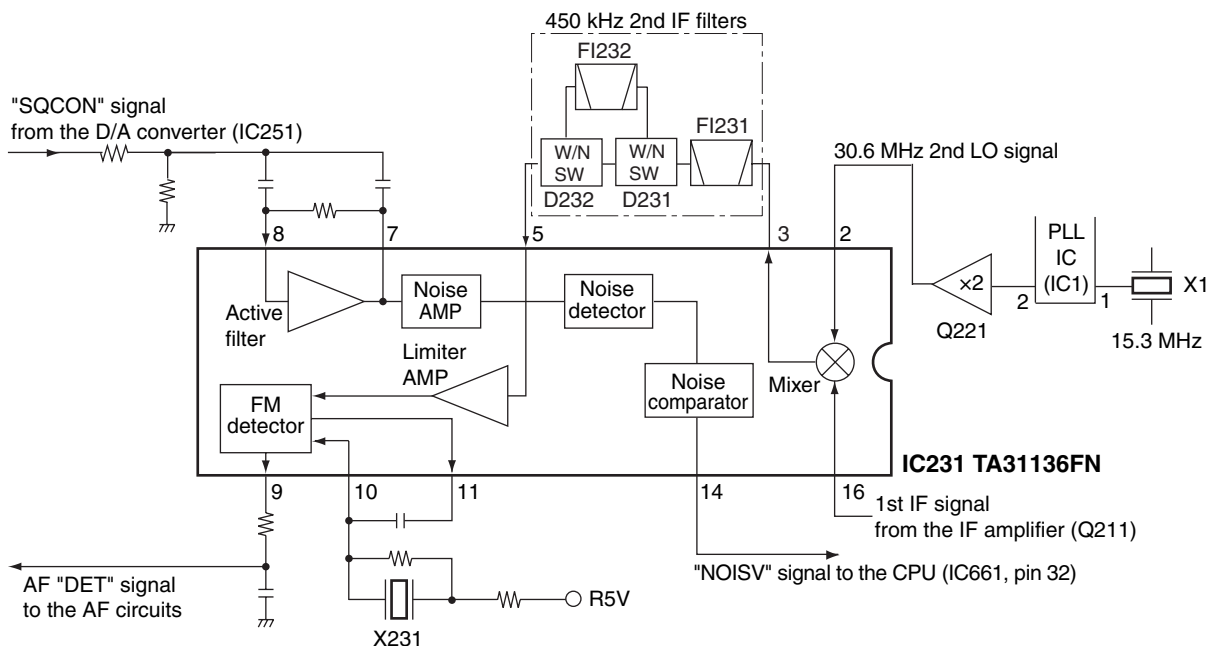 450 kHz 2nd IF filters
FI232
"SQCON" signal
from the D/A converter (IC251)
FI231
W/N
SW
W/N
SW
D232
D231
30.6 MHz 2nd LO signal
8
7
5
3
2
PLL
IC
(IC1)
×2
2
1
X1
Q221
15.3 MHz
Active
filter
Noise
AMP
Noise
detector
Limiter
AMP
Mixer
Noise
comparator
FM
detector
IC231 TA31136FN
9
10
11
14
16
1st IF signal
from the IF amplifier (Q211)
"NOISV" signal to the CPU (IC661, pin 32)
AF "DET" signal
to the AF circuits
R5V
X231